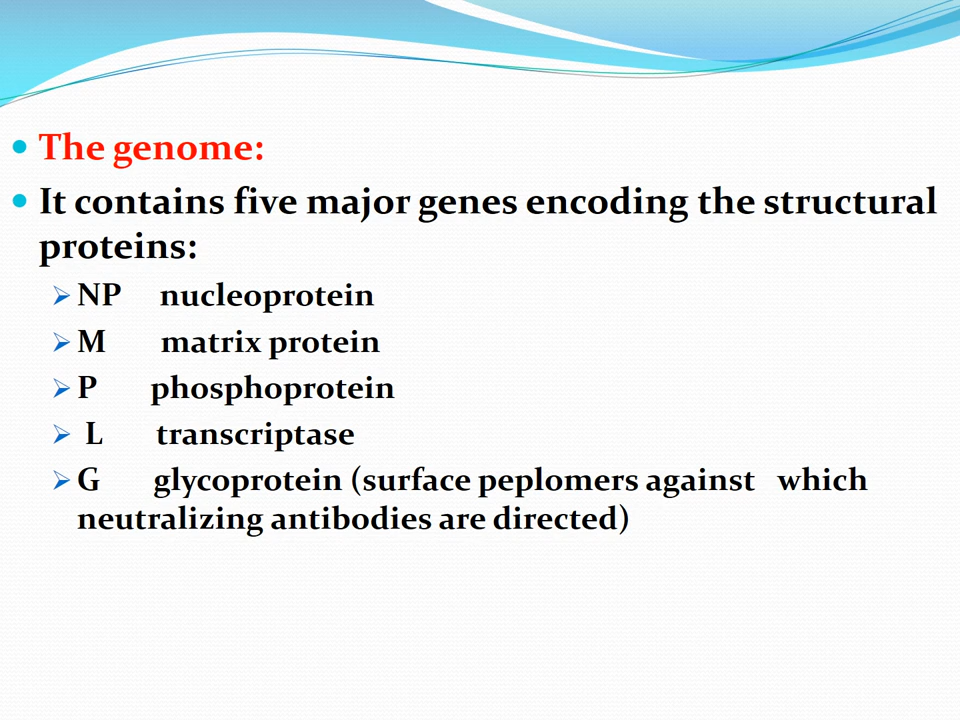 The genome:
It contains five major genes encoding the structural
proteins:
NP nucleoprotein
M matrix protein
P phosphoprotein
L transcriptase
G glycoprotein (surface peplomers against which
neutralizing antibodies are directed)